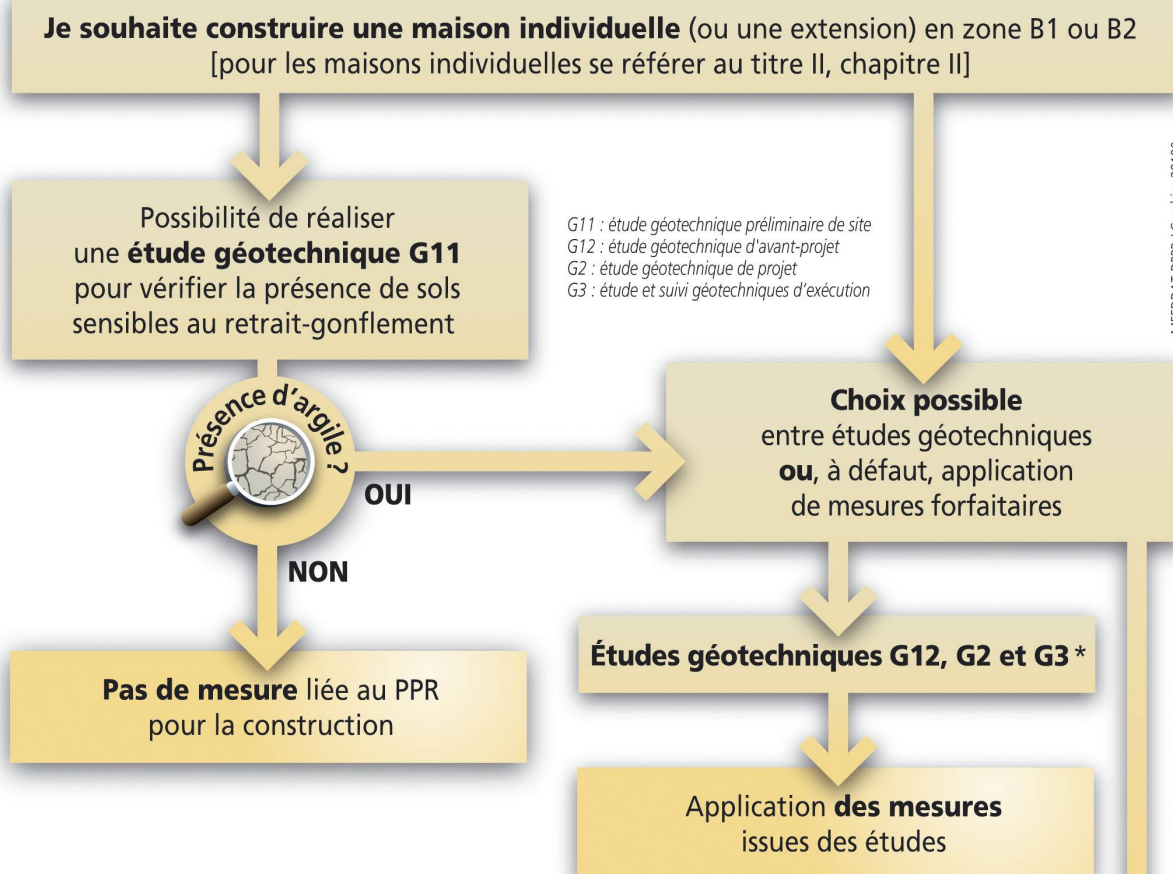 Je souhaite construire une maison individuelle (ou une extension) en zone B1 ou B2
[pour les maisons individuelles se référer au titre II, chapitre II]
Possibilité de réaliser
une étude géotechnique G11
pour vérifier la présence de sols
sensibles au retrait-gonflement
G11 : étude géotechnique préliminaire de site
G12 : étude géotechnique d'avant-projet
G2 : étude géotechnique de projet
G3 : étude et suivi géotechniques d’exécution
Présence d’argile ?
OUI
NON
Choix possible
entre études géotechniques
ou, à défaut, application
de mesures forfaitaires
Pas de mesure liée au PPR
pour la construction
Études géotechniques G12, G2 et G3*
Application des mesures
issues des études